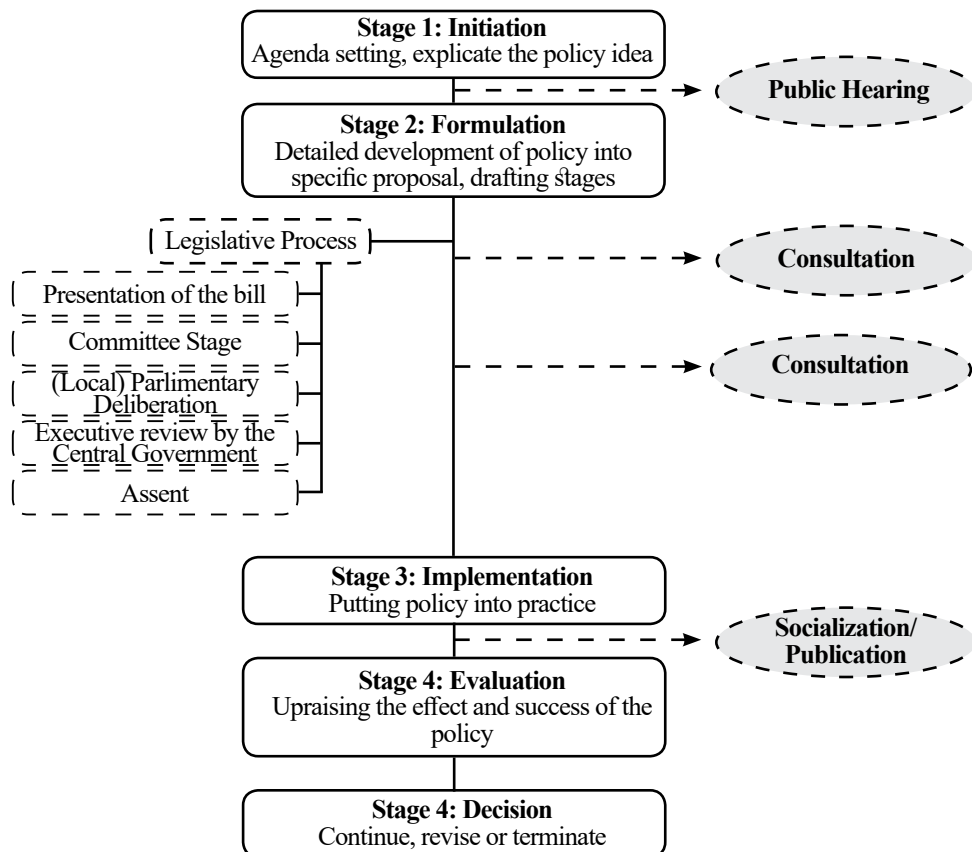 Stage 1: Initiation
Agenda setting, explicate the policy idea
Public Hearing
Stage 2: Formulation
Detailed development of policy into
specific proposal, drafting stages
Legislative Process
Consultation
Presentation of the bill
Committee Stage
Consultation
(Local) Parlimentary
Deliberation
Executive review by the
Central Government
Assent
Stage 3: Implementation
Putting policy into practice
Socialization/
Publication
Stage 4: Evaluation
Upraising the effect and success of the
policy
Stage 4: Decision
Continue, revise or terminate